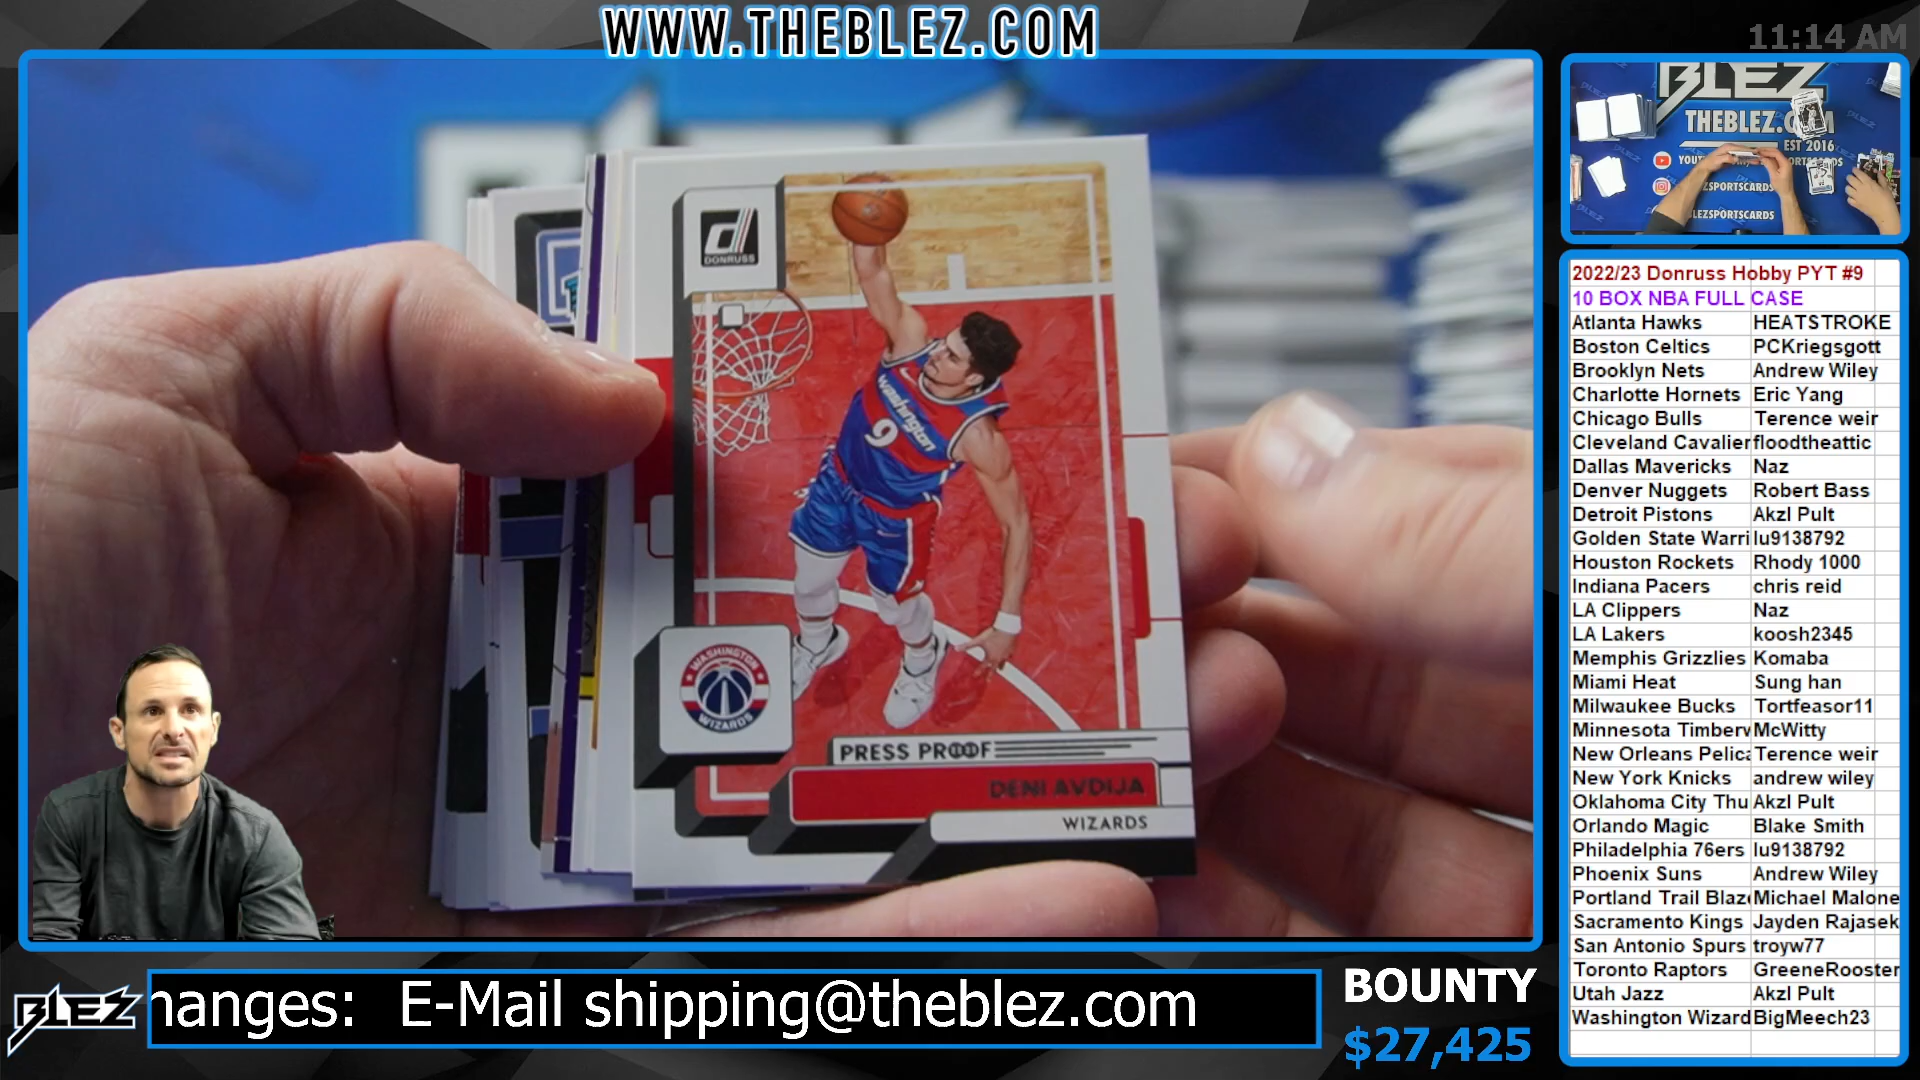 WWW.THEBLEZ.COM
11:14 AM
BLEZ
THEBLEZ.COM
EST 2016
DONRUSS
washington
9
WASHINGTON
WIZARDS
PRESS PROOF
DENI AVDIJA
WIZARDS
2022/23 Donruss Hobby PYT #9
10 BOX NBA FULL CASE
Atlanta Hawks HEATSTROKE
Boston Celtics PCKriegsgott
Brooklyn Nets Andrew Wiley
Charlotte Hornets Eric Yang
Chicago Bulls Terence weir
Cleveland Cavalier floodtheattic
Dallas Mavericks Naz
Denver Nuggets Robert Bass
Detroit Pistons Akzl Pult
Golden State Warri lu9138792
Houston Rockets Rhody 1000
Indiana Pacers chris reid
LA Clippers Naz
LA Lakers koosh2345
Memphis Grizzlies Komaba
Miami Heat Sung han
Milwaukee Bucks Tortfeasor11
Minnesota Timberv McWitty
New Orleans Pelica Terence weir
New York Knicks andrew wiley
Oklahoma City Thu Akzl Pult
Orlando Magic Blake Smith
Philadelphia 76ers lu9138792
Phoenix Suns Andrew Wiley
Portland Trail Blaze Michael Malone
Sacramento Kings Jayden Rajasek
San Antonio Spurs troyw77
Toronto Raptors GreeneRooster
Utah Jazz Akzl Pult
Washington Wizard BigMeech23
BLEZ
hanges: E-Mail shipping@theblez.com
BOUNTY
$27,425